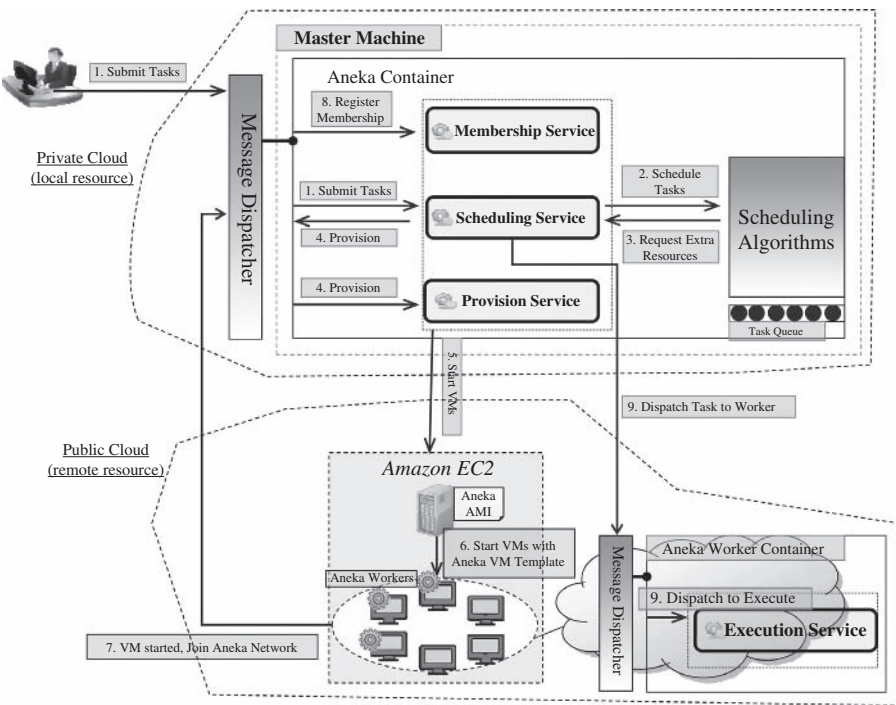 Master Machine
Aneka Container
1. Submit Tasks
8. Register
Membership
Membership Service
Message Dispatcher
Private Cloud
(local resource)
1. Submit Tasks
Scheduling Service
4. Provision
2. Schedule
Tasks
3. Request Extra
Resources
Scheduling
Algorithms
4. Provision
Provision Service
Task Queue
5. Start VMs
9. Dispatch Task to Worker
Public Cloud
(remote resource)
Amazon EC2
Aneka
AMI
6. Start VMs with
Aneka VM Template
Aneka Workers
7. VM started, Join Aneka Network
Message Dispatcher
Aneka Worker Container
9. Dispatch to Execute
Execution Service